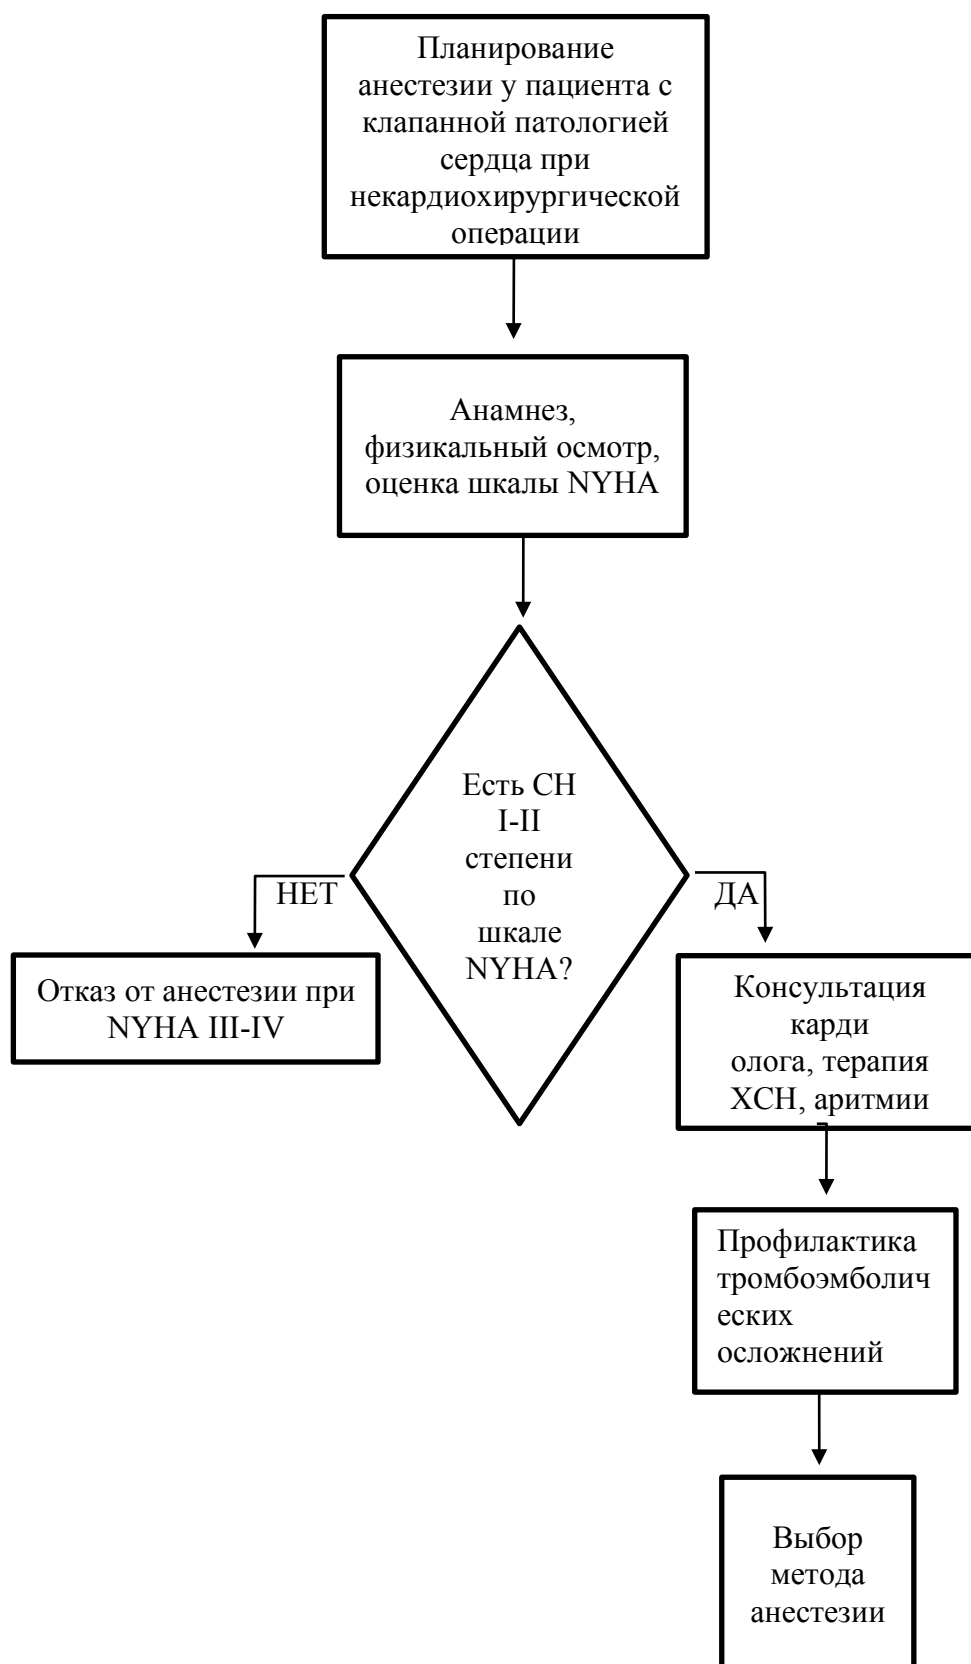 Планирование
анестезии у пациента с
клапанной патологией
сердца при
некардиохирургической
операции
Анамнез,
физикальный осмотр,
оценка шкалы NYHA
Есть СН
I-II
степени
по
шкале
NYHA?
НЕТ
ДА
Отказ от анестезии при
NYHA III-IV
Консультация
карди
олога, терапия
ХСН, аритмии
Профилактика
тромбоэмболич
еских
осложнений
Выбор
метода
анестезии